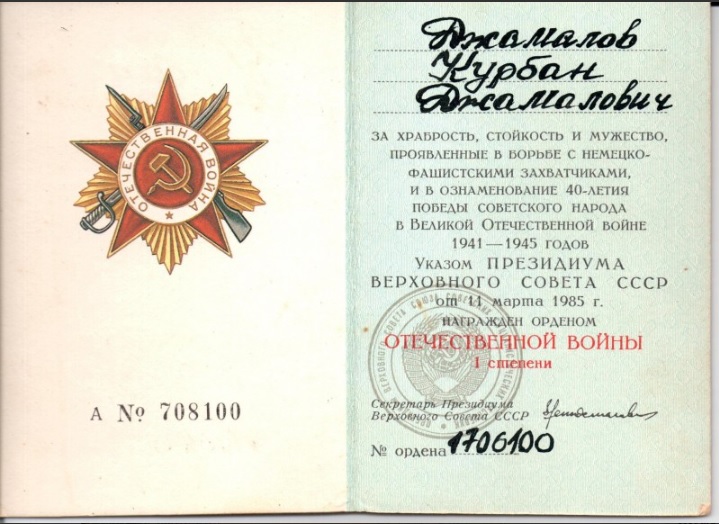 ОТЕЧЕСТВЕННАЯ ВОЙНА
А № 708100
Джамалов
Курбан
Джамалович
ЗА ХРАБРОСТЬ, СТОЙКОСТЬ И МУЖЕСТВО,
ПРОЯВЛЕННЫЕ В БОРЬБЕ С НЕМЕЦКО-
ФАШИСТСКИМИ ЗАХВАТЧИКАМИ,
И В ОЗНАМЕНОВАНИЕ 40-ЛЕТИЯ
ПОБЕДЫ СОВЕТСКОГО НАРОДА
В ВЕЛИКОЙ ОТЕЧЕСТВЕННОЙ ВОЙНЕ
1941—1945 ГОДОВ
УКАЗОМ ПРЕЗИДИУМА
ВЕРХОВНОГО СОВЕТА СССР
от 11 марта 1985 г.
НАГРАЖДЕН ОРДЕНОМ
ОТЕЧЕСТВЕННОЙ ВОЙНЫ
I степени
Секретарь Президиума
Верховного Совета СССР
№ ордена 1706100